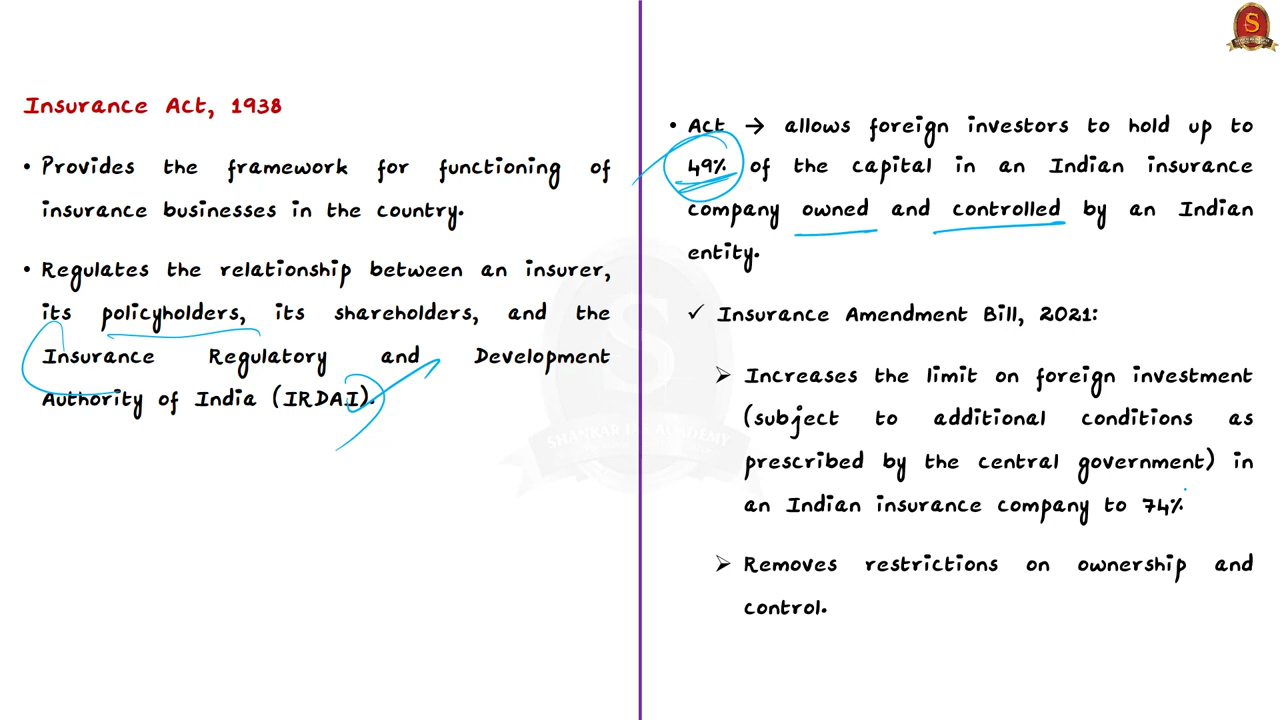 Insurance Act, 1938
• Provides the framework for functioning of
insurance businesses in the country.
• Regulates the relationship between an insurer,
its policyholders, its shareholders, and the
Insurance Regulatory and Development
Authority of India (IRDAI).
• Act → allows foreign investors to hold up to
49% of the capital in an Indian insurance
company owned and controlled by an Indian
entity.
✓ Insurance Amendment Bill, 2021:
➢ Increases the limit on foreign investment
(subject to additional conditions as
prescribed by the central government) in
an Indian insurance company to 74%
➢ Removes restrictions on ownership and
control.
S
S
SHANKAR IAS ACADEMY